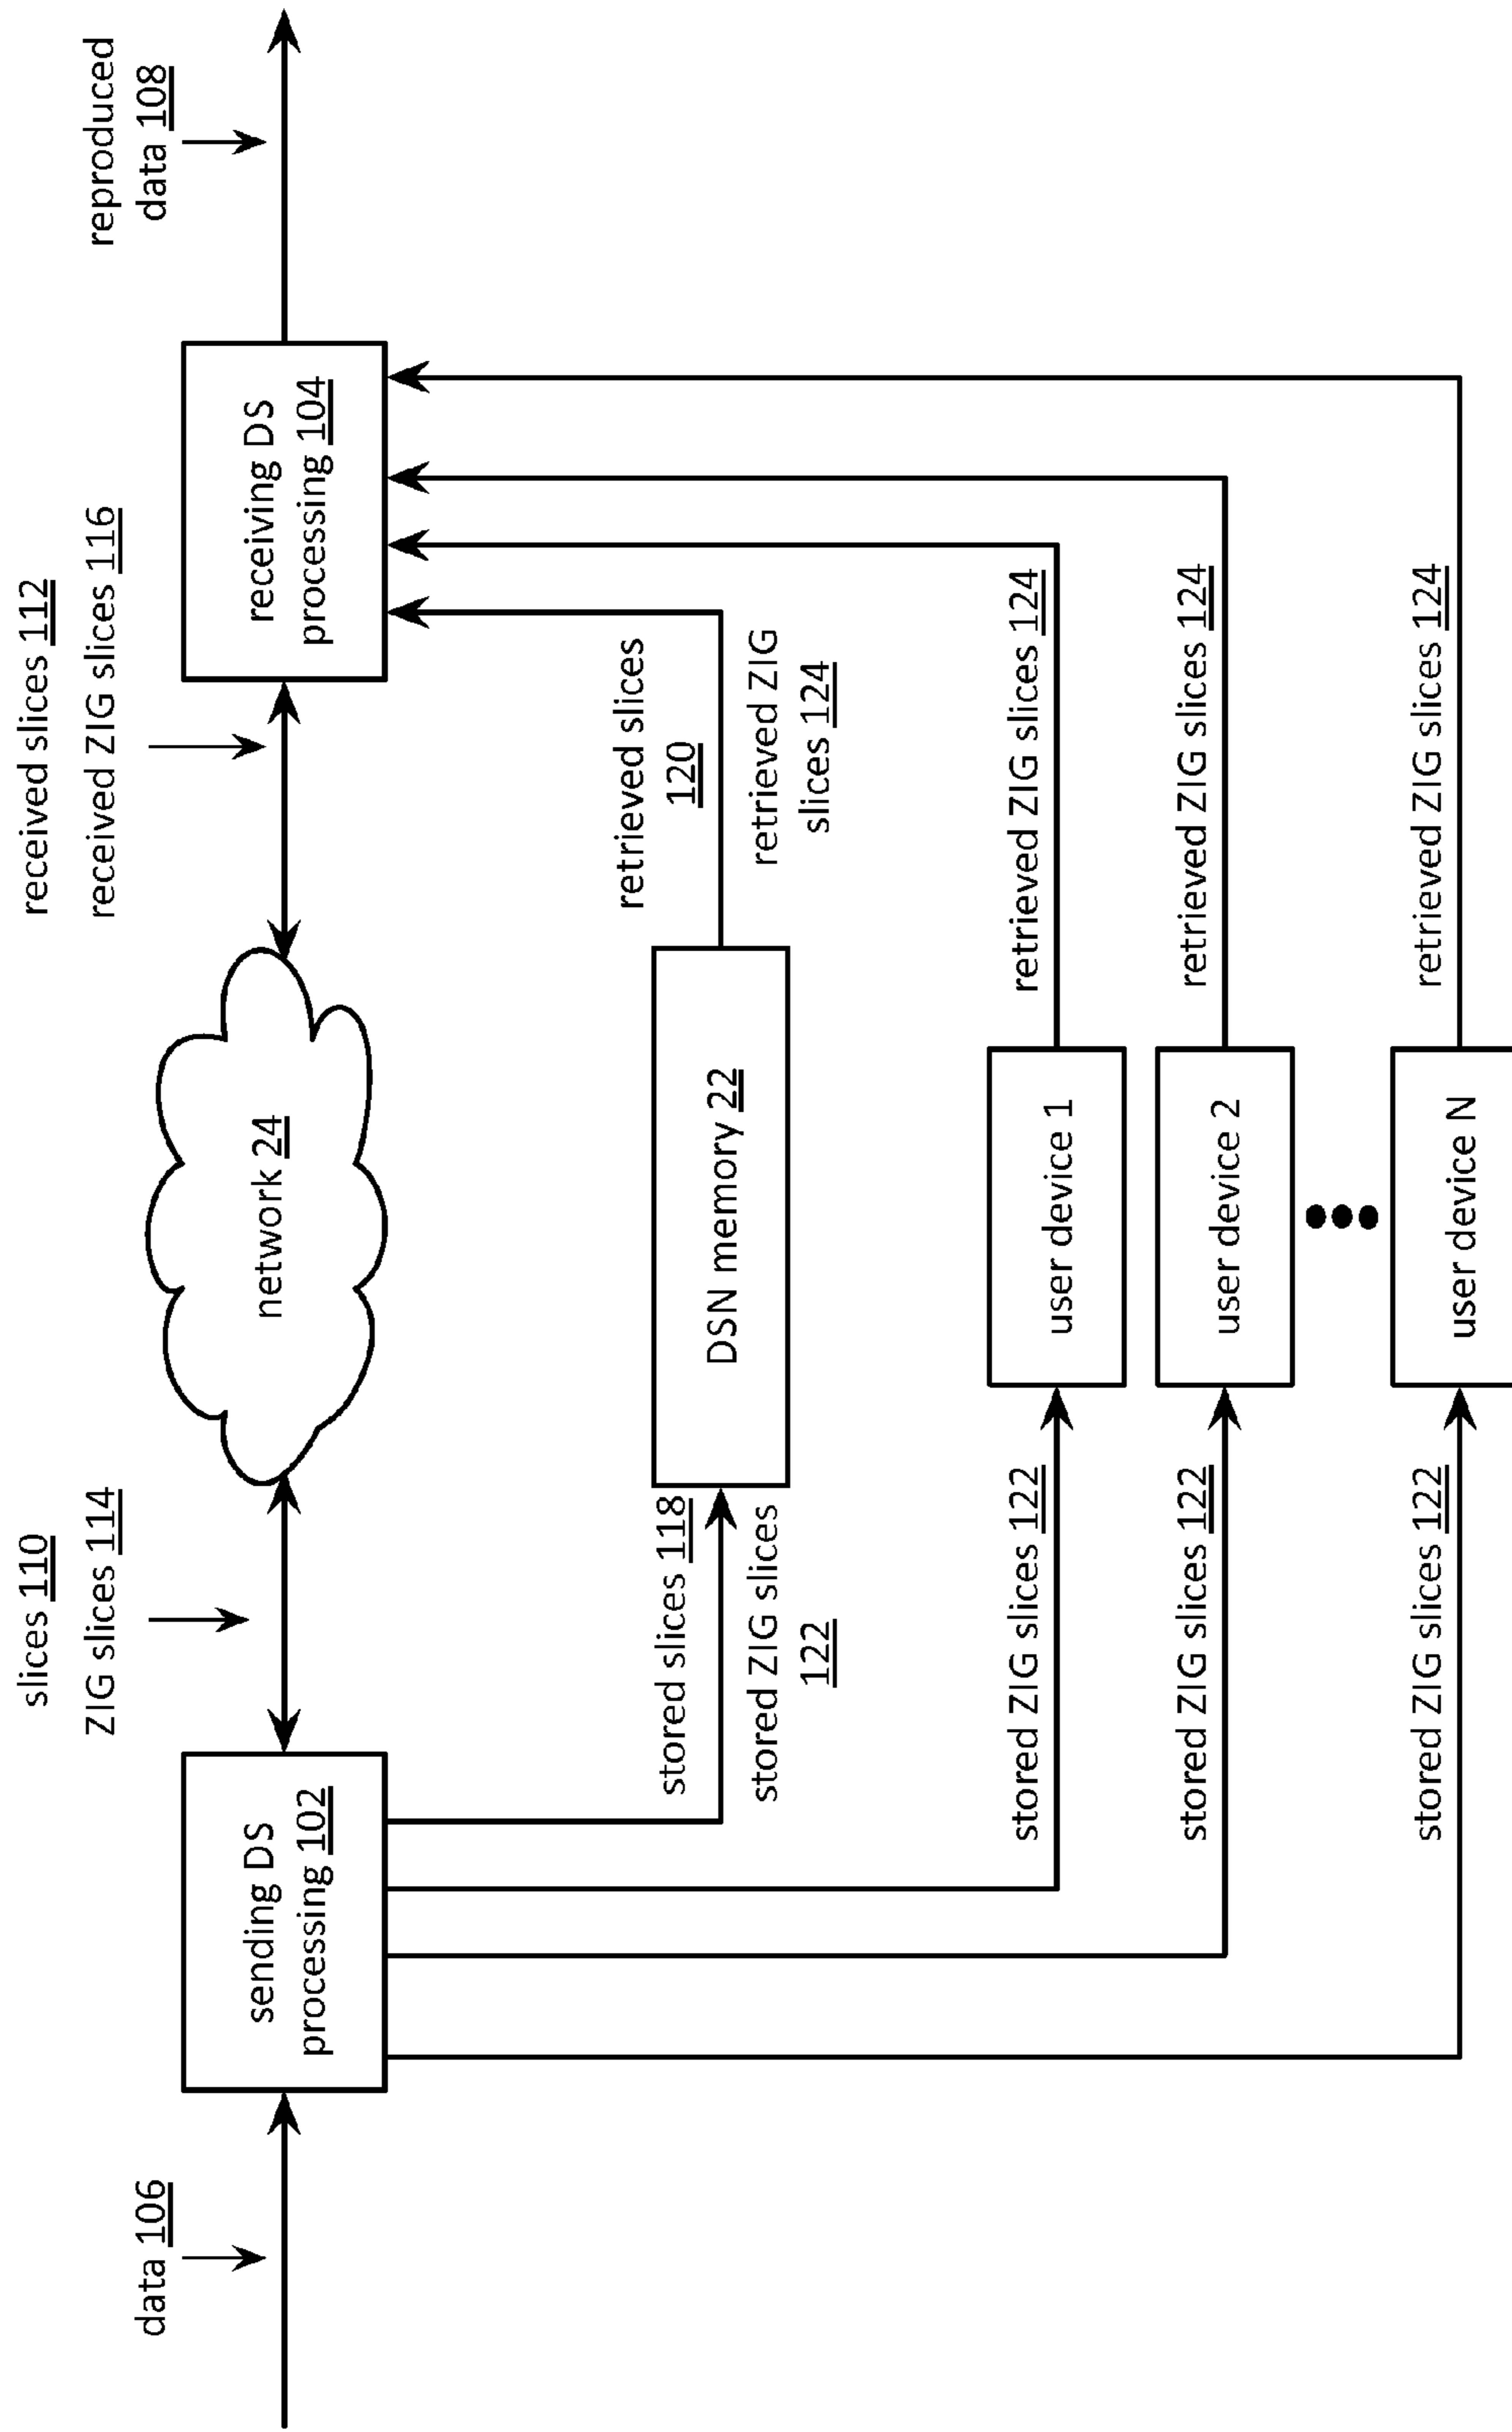 slices 110
ZIG slices 114
received slices 112
received ZIG slices 116
data 106
reproduced
data 108
sending DS
processing 102
network 24
receiving DS
processing 104
stored slices 118
stored ZIG slices
122
DSN memory 22
retrieved slices
120
retrieved ZIG
slices 124
stored ZIG slices 122
user device 1
retrieved ZIG slices 124
stored ZIG slices 122
user device 2
retrieved ZIG slices 124
stored ZIG slices 122
user device N
retrieved ZIG slices 124